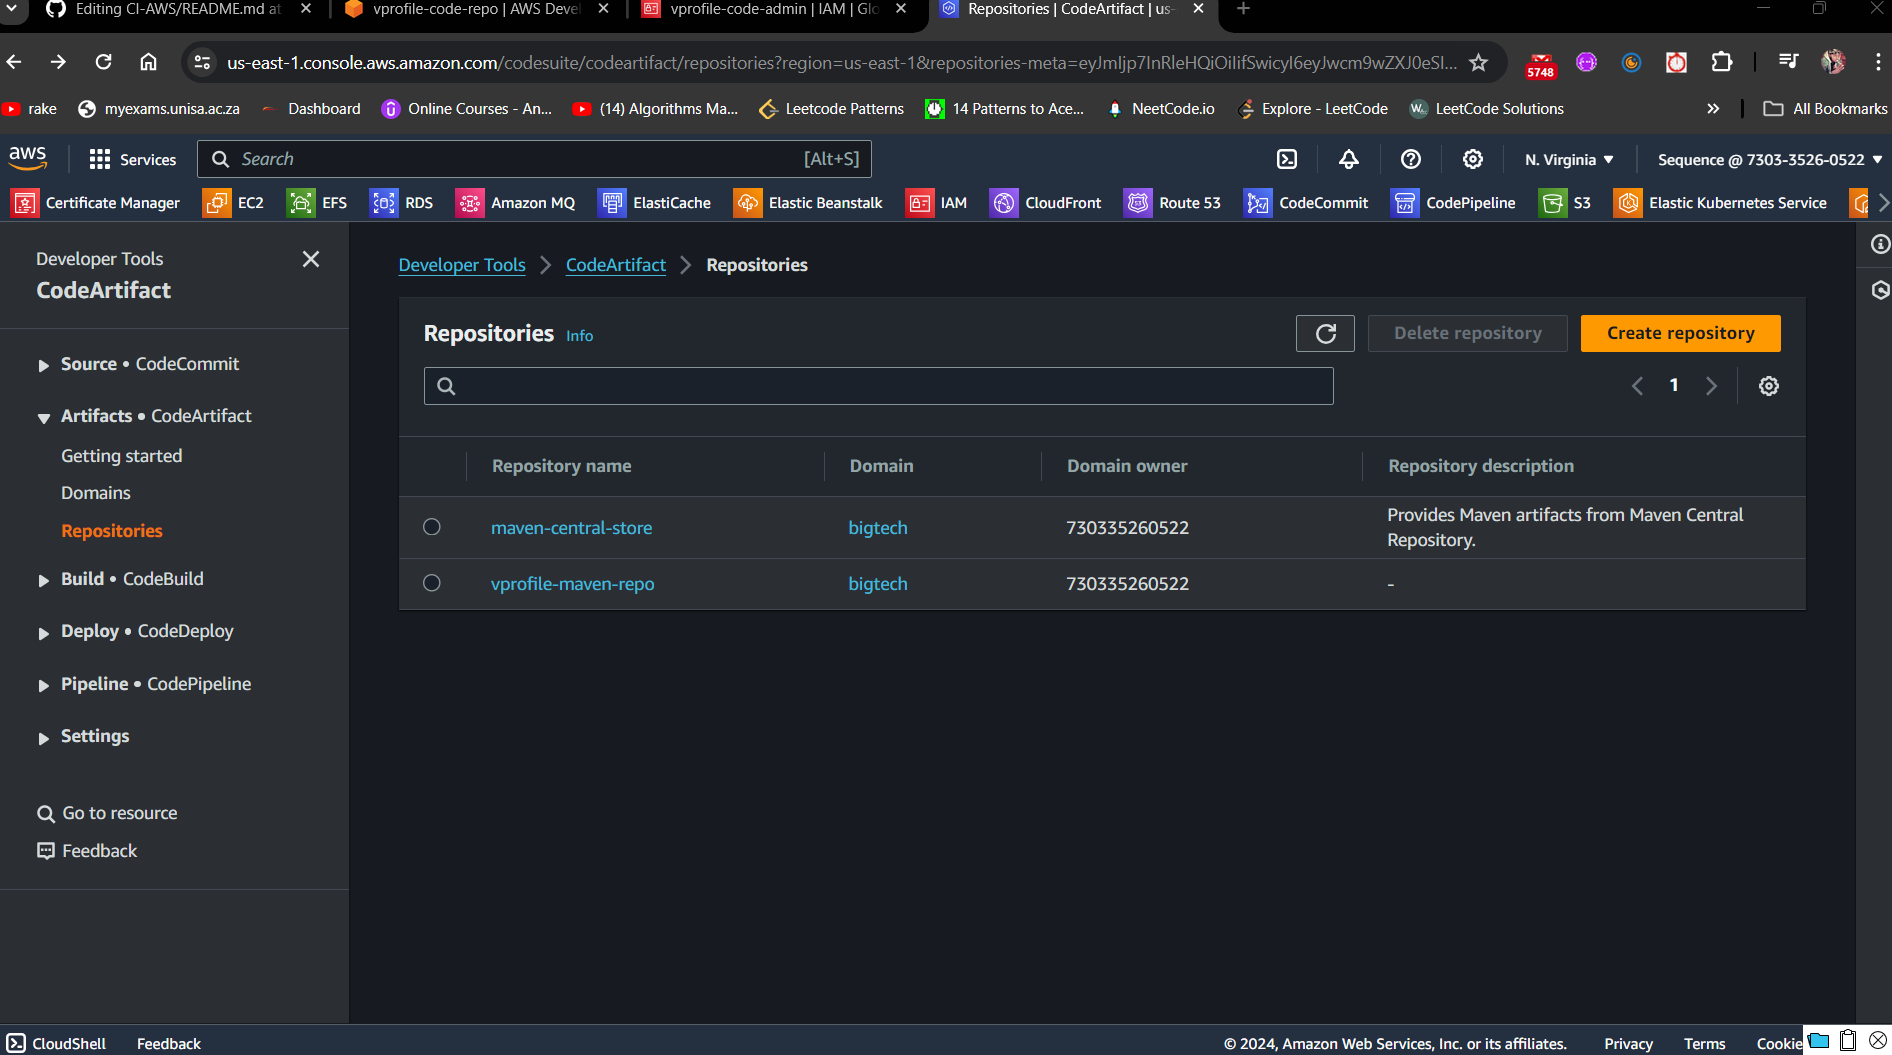 Editing CI-AWS/README.md at
vprofile-code-repo | AWS Devel
vprofile-code-admin | IAM | Glo
Repositories | CodeArtifact | us-
us-east-1.console.aws.amazon.com/codesuite/codeartifact/repositories?region=us-east-1&repositories-meta=eyJmIjp7InRleHQiOiIifSwicyI6eyJwcm9wZXJ0eSI...
5748
rake
myexams.unisa.ac.za
Dashboard
Online Courses - An...
(14) Algorithms Ma...
Leetcode Patterns
14 Patterns to Ace...
NeetCode.io
Explore - LeetCode
LeetCode Solutions
All Bookmarks
aws
Services
Search
[Alt+S]
N. Virginia
Sequence @ 7303-3526-0522
Certificate Manager
EC2
EFS
RDS
Amazon MQ
ElastiCache
Elastic Beanstalk
IAM
CloudFront
Route 53
CodeCommit
CodePipeline
S3
Elastic Kubernetes Service
Developer Tools
CodeArtifact
Source • CodeCommit
Artifacts • CodeArtifact
Getting started
Domains
Repositories
Build • CodeBuild
Deploy • CodeDeploy
Pipeline • CodePipeline
Settings
Go to resource
Feedback
Developer Tools > CodeArtifact > Repositories
Repositories Info
Delete repository
Create repository
1
Repository name
Domain
Domain owner
Repository description
maven-central-store
bigtech
730335260522
Provides Maven artifacts from Maven Central
Repository.
vprofile-maven-repo
bigtech
730335260522
-
CloudShell
Feedback
© 2024, Amazon Web Services, Inc. or its affiliates.
Privacy
Terms
Cookie